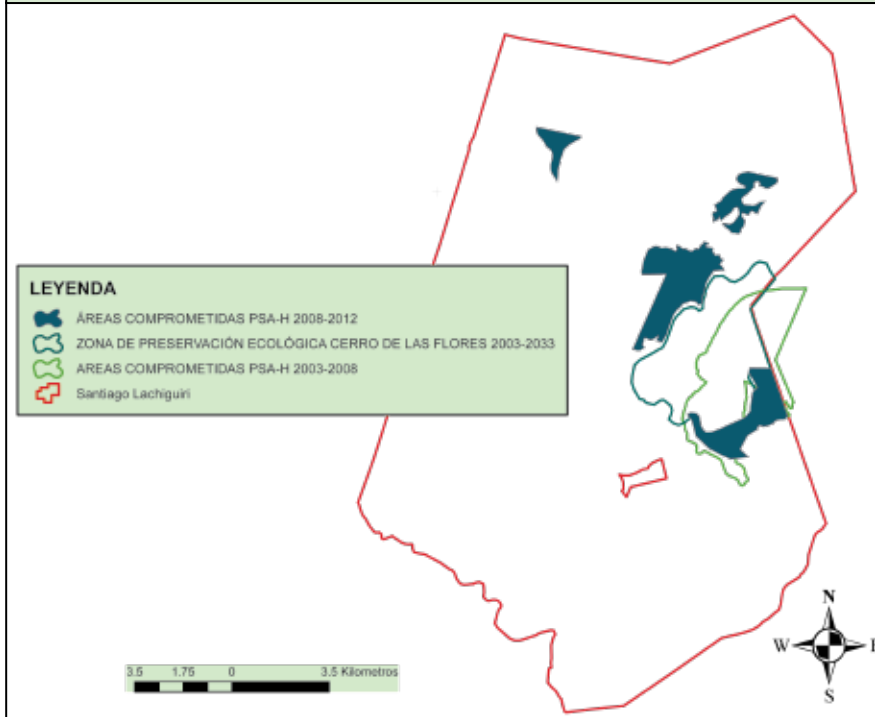 LEYENDA
ÁREAS COMPROMETIDAS PSA-H 2008-2012
ZONA DE PRESERVACIÓN ECOLÓGICA CERRO DE LAS FLORES 2003-2033
AREAS COMPROMETIDAS PSA-H 2003-2008
Santiago Lachiguiri
N
W E
S
3.5 1.75 0 3.5 Kilometros